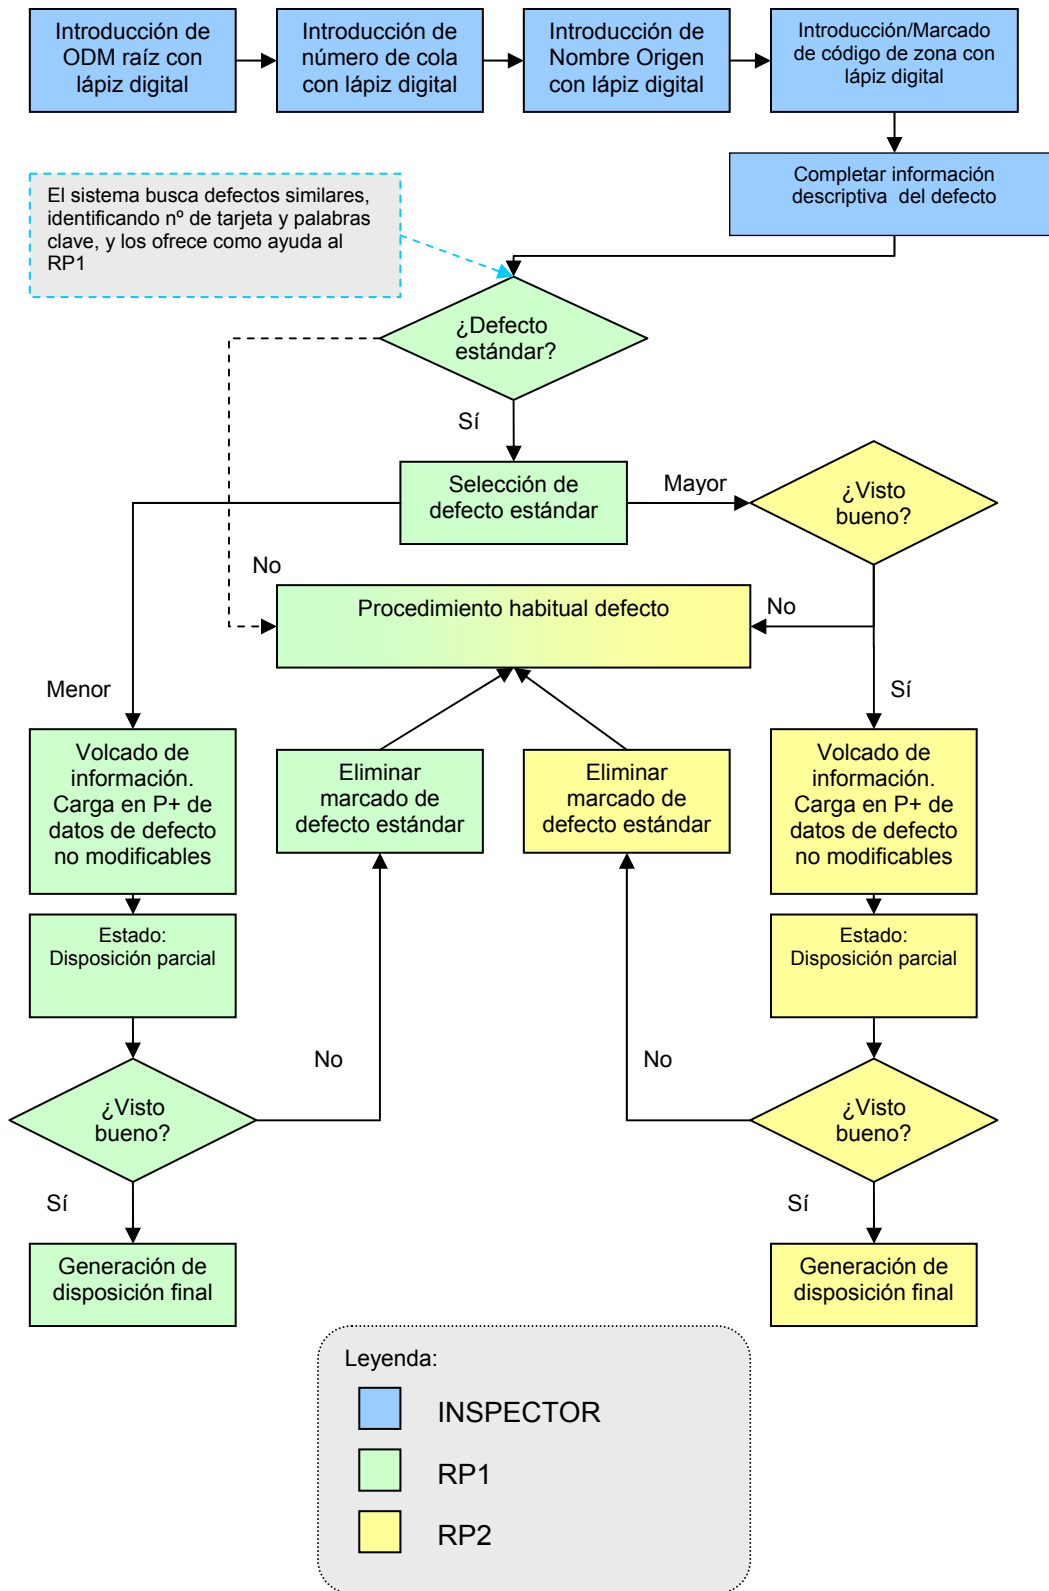 Introducción de
ODM raíz con
lápiz digital
Introducción de
número de cola
con lápiz digital
Introducción de
Nombre Origen
con lápiz digital
Introducción/Marcado
de código de zona con
lápiz digital
Completar información
descriptiva  del defecto
El sistema busca defectos similares,
identificando nº de tarjeta y palabras
clave, y los ofrece como ayuda al
RP1
¿Defecto
estándar?
Sí
Selección de
defecto estándar
Mayor
¿Visto
bueno?
No
Procedimiento habitual defecto
No
Menor
Sí
Volcado de
información.
Carga en P+ de
datos de defecto
no modificables
Eliminar
marcado de
defecto estándar
Eliminar
marcado de
defecto estándar
Volcado de
información.
Carga en P+ de
datos de defecto
no modificables
Estado:
Disposición parcial
Estado:
Disposición parcial
No
No
¿Visto
bueno?
¿Visto
bueno?
Sí
Sí
Generación de
disposición final
Generación de
disposición final
Leyenda:
INSPECTOR
RP1
RP2